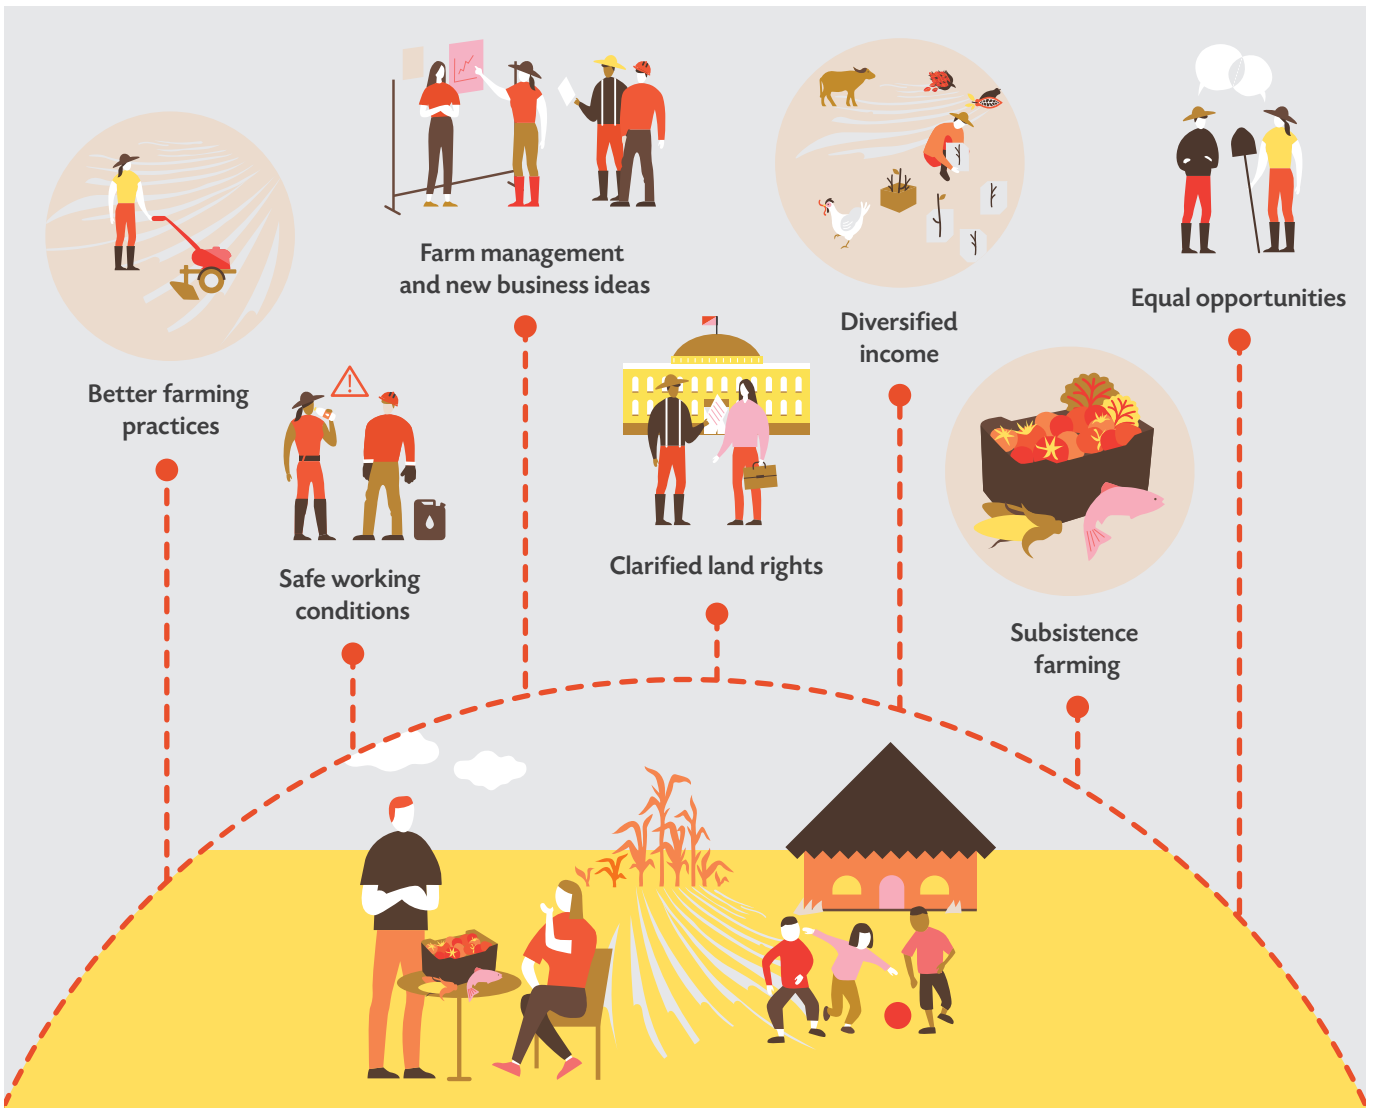 Farm management
and new business ideas
Equal opportunities
Diversified
income
Better farming
practices
Clarified land rights
Safe working
conditions
Subsistence
farming